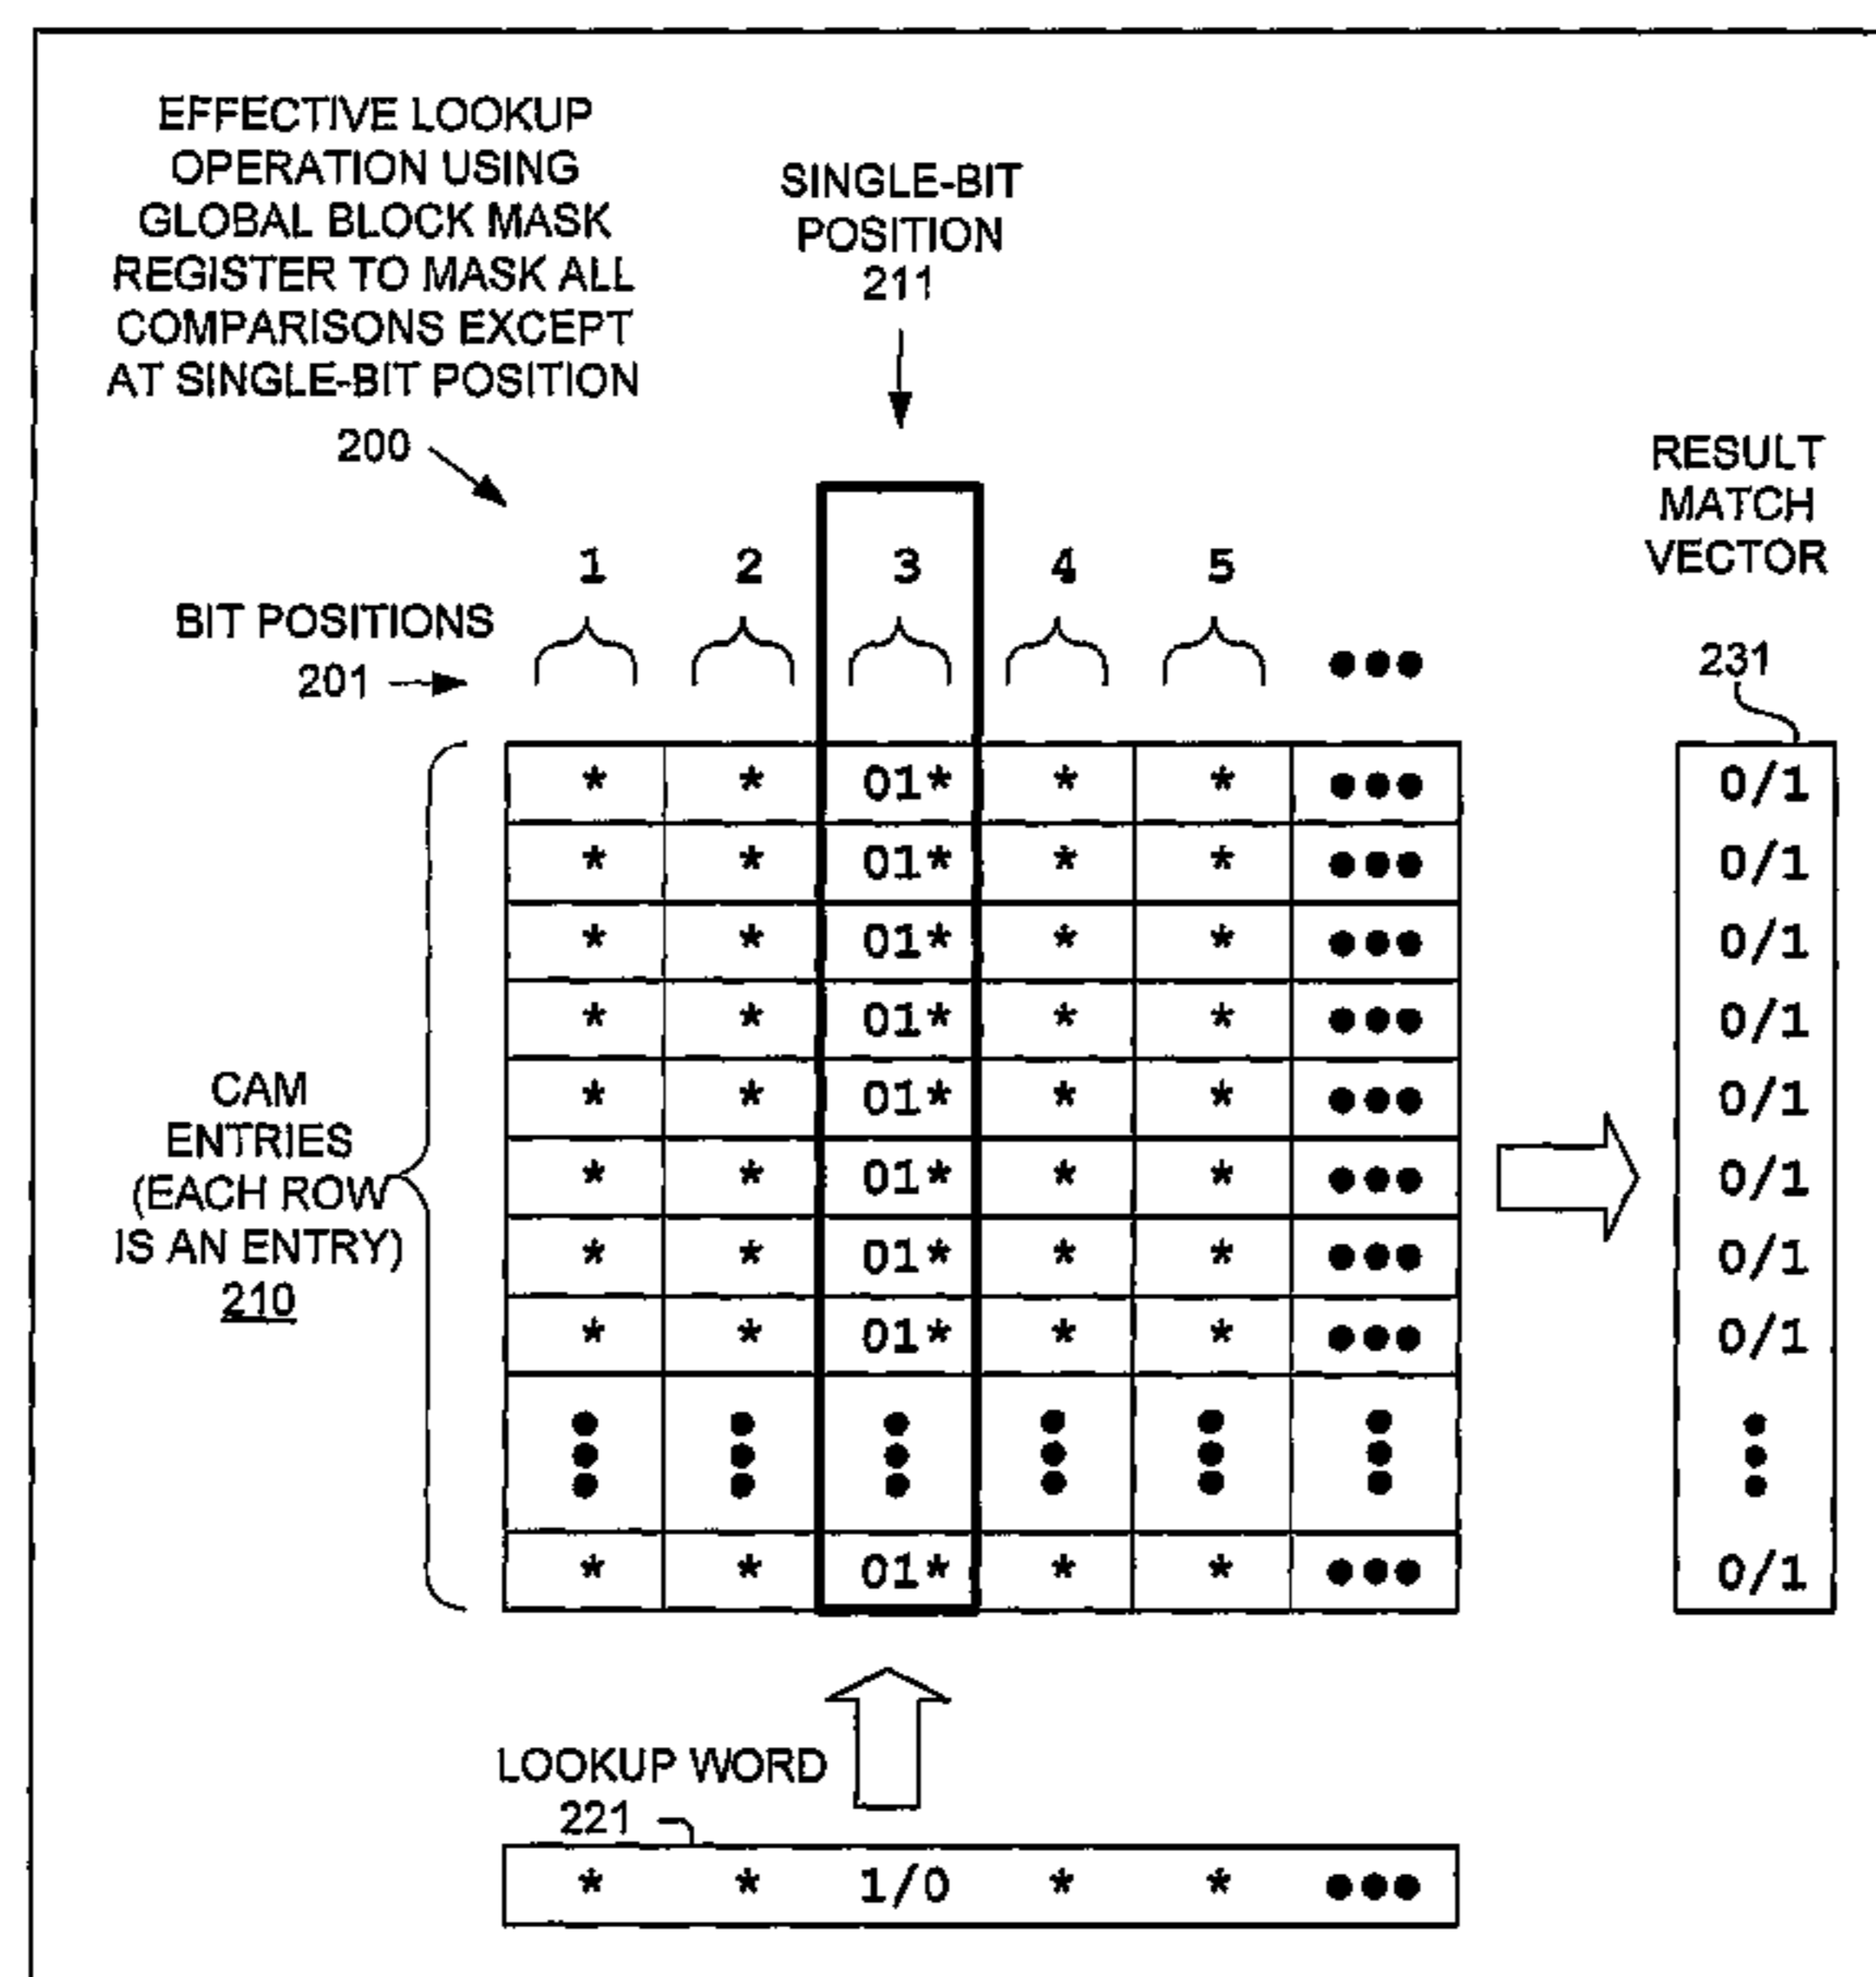 EFFECTIVE LOOKUP
OPERATION USING
GLOBAL BLOCK MASK
REGISTER TO MASK ALL
COMPARISONS EXCEPT
AT SINGLE-BIT POSITION
200
SINGLE-BIT
POSITION
211
RESULT
MATCH
VECTOR
231
1 2 3 4 5
BIT POSITIONS
201
●●●
* * 01* * * ●●● 0/1
* * 01* * * ●●● 0/1
* * 01* * * ●●● 0/1
* * 01* * * ●●● 0/1
* * 01* * * ●●● 0/1
* * 01* * * ●●● 0/1
* * 01* * * ●●● 0/1
* * 01* * * ●●● 0/1
* * 01* * * ●●● 0/1
CAM
ENTRIES
(EACH ROW
IS AN ENTRY)
210
LOOKUP WORD
221
* * 1/0 * * ●●●